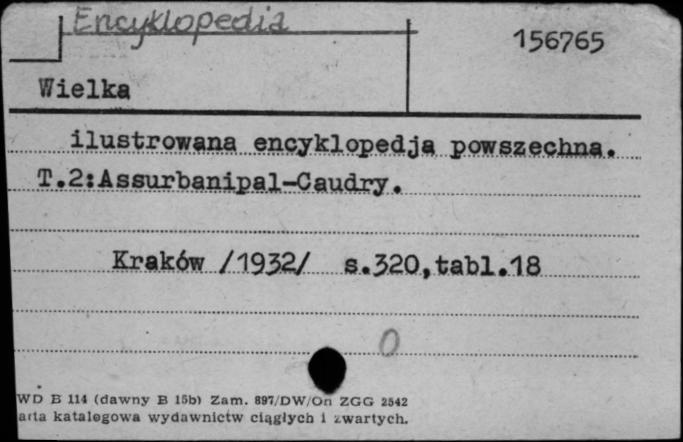 Encyklopedia
156765
Wielka
ilustrowana encyklopedja powszechna.
T.2:Assurbanipal-Caudry.
Kraków /1932/ s.320,tabl.18
0
WD B 114 (dawny B 15b) Zam. 897/DW/On ZGG 2542
arta katalogowa wydawnictw ciągłych i zwartych.